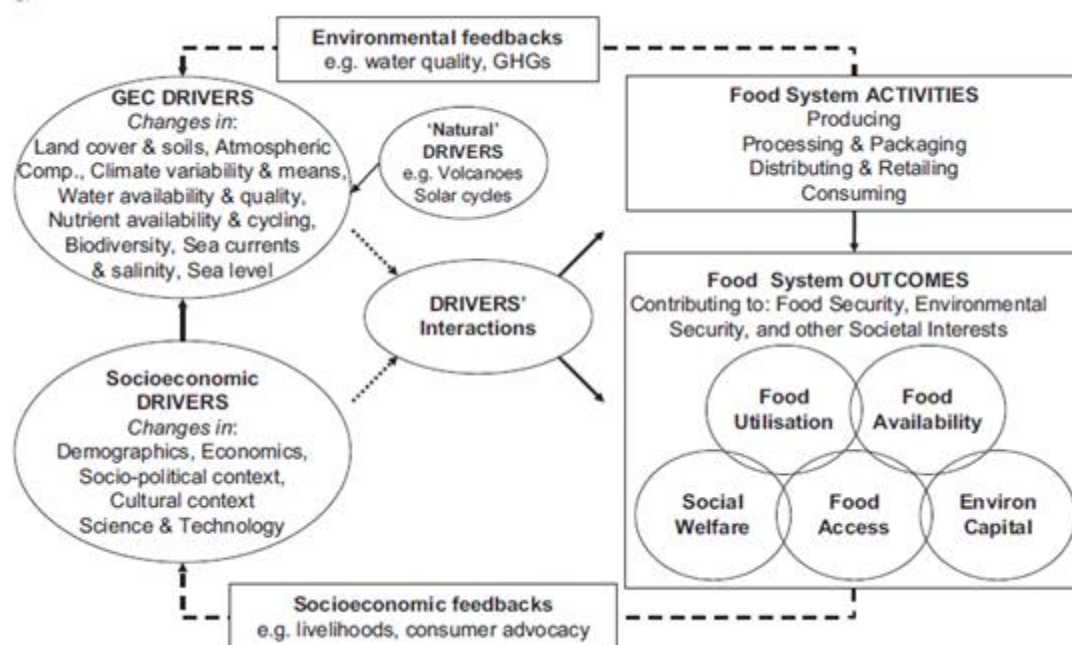 Environmental feedbacks
e.g. water quality, GHGs
GEC DRIVERS
Changes in:
Land cover & soils, Atmospheric
Comp., Climate variability & means,
Water availability & quality,
Nutrient availability & cycling,
Biodiversity, Sea currents
& salinity, Sea level
'Natural'
DRIVERS
e.g. Volcanoes
Solar cycles
Food System ACTIVITIES
Producing
Processing & Packaging
Distributing & Retailing
Consuming
DRIVERS'
Interactions
Food System OUTCOMES
Contributing to: Food Security, Environmental
Security, and other Societal Interests
Food
Utilisation
Food
Availability
Social
Welfare
Food
Access
Environ
Capital
Socioeconomic
DRIVERS
Changes in:
Demographics, Economics,
Socio-political context,
Cultural context
Science & Technology
Socioeconomic feedbacks
e.g. livelihoods, consumer advocacy